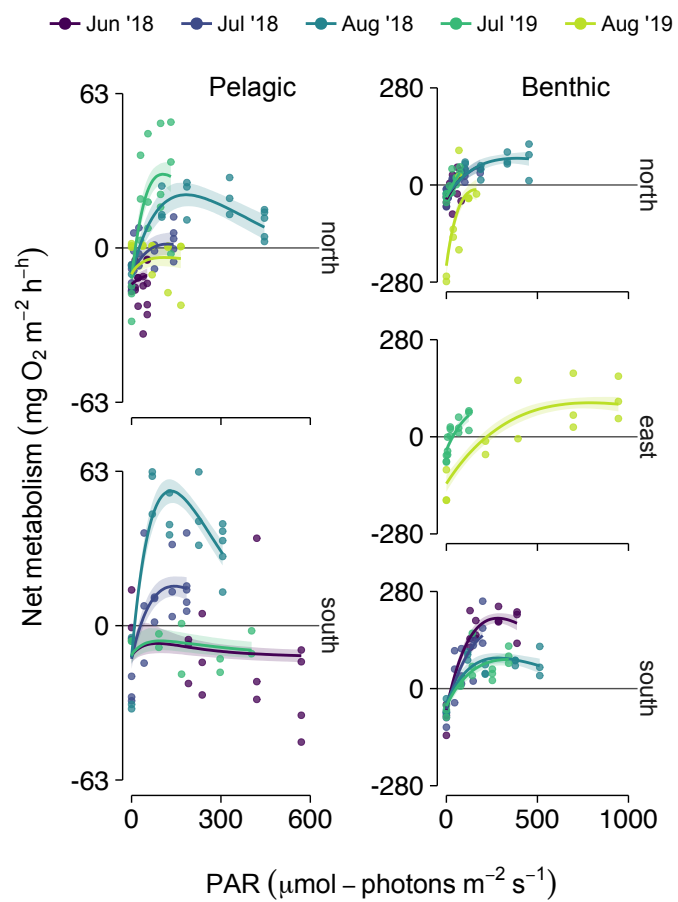 Jun '18 Jul '18 Aug '18 Jul '19 Aug '19
Pelagic
Benthic
Net metabolism (mg O₂ m⁻² h⁻ʰ)
63
0
-63
north
280
0
-280
north
280
0
-280
east
63
0
-63
south
280
0
-280
south
0 300 600
0 500 1000
PAR (μmol – photons m⁻² s⁻¹)